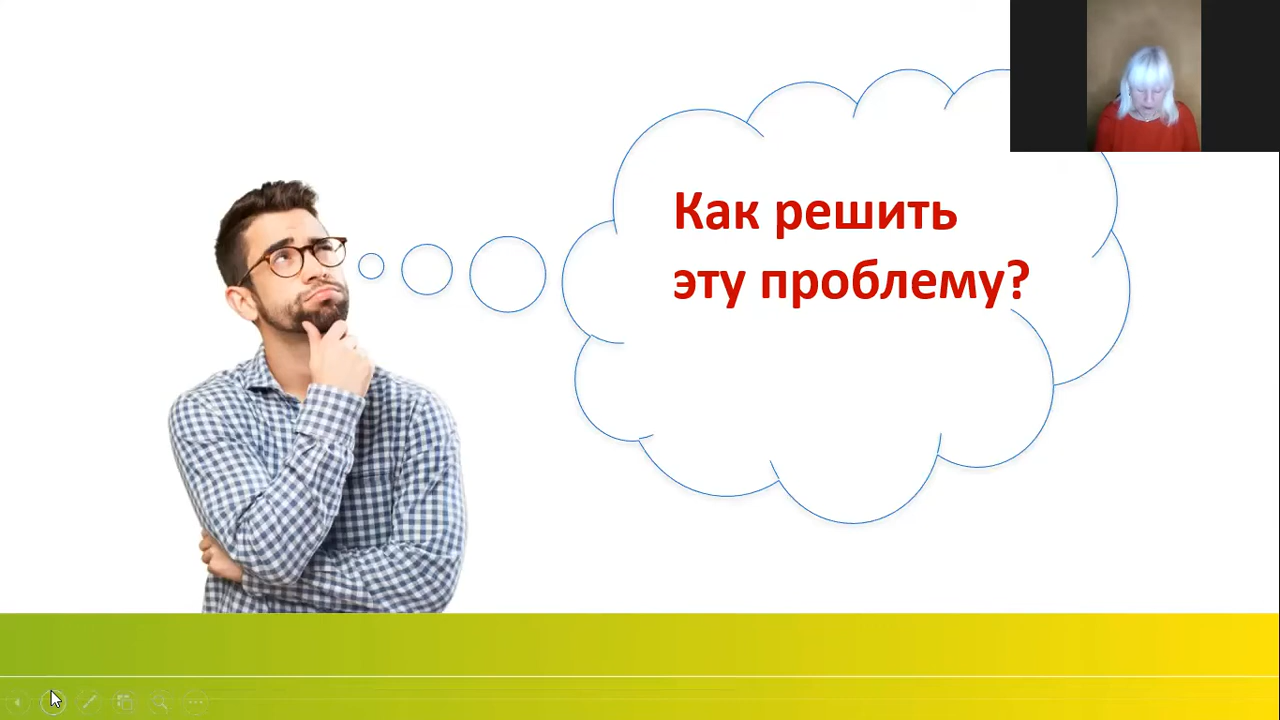 Как решить
эту проблему?